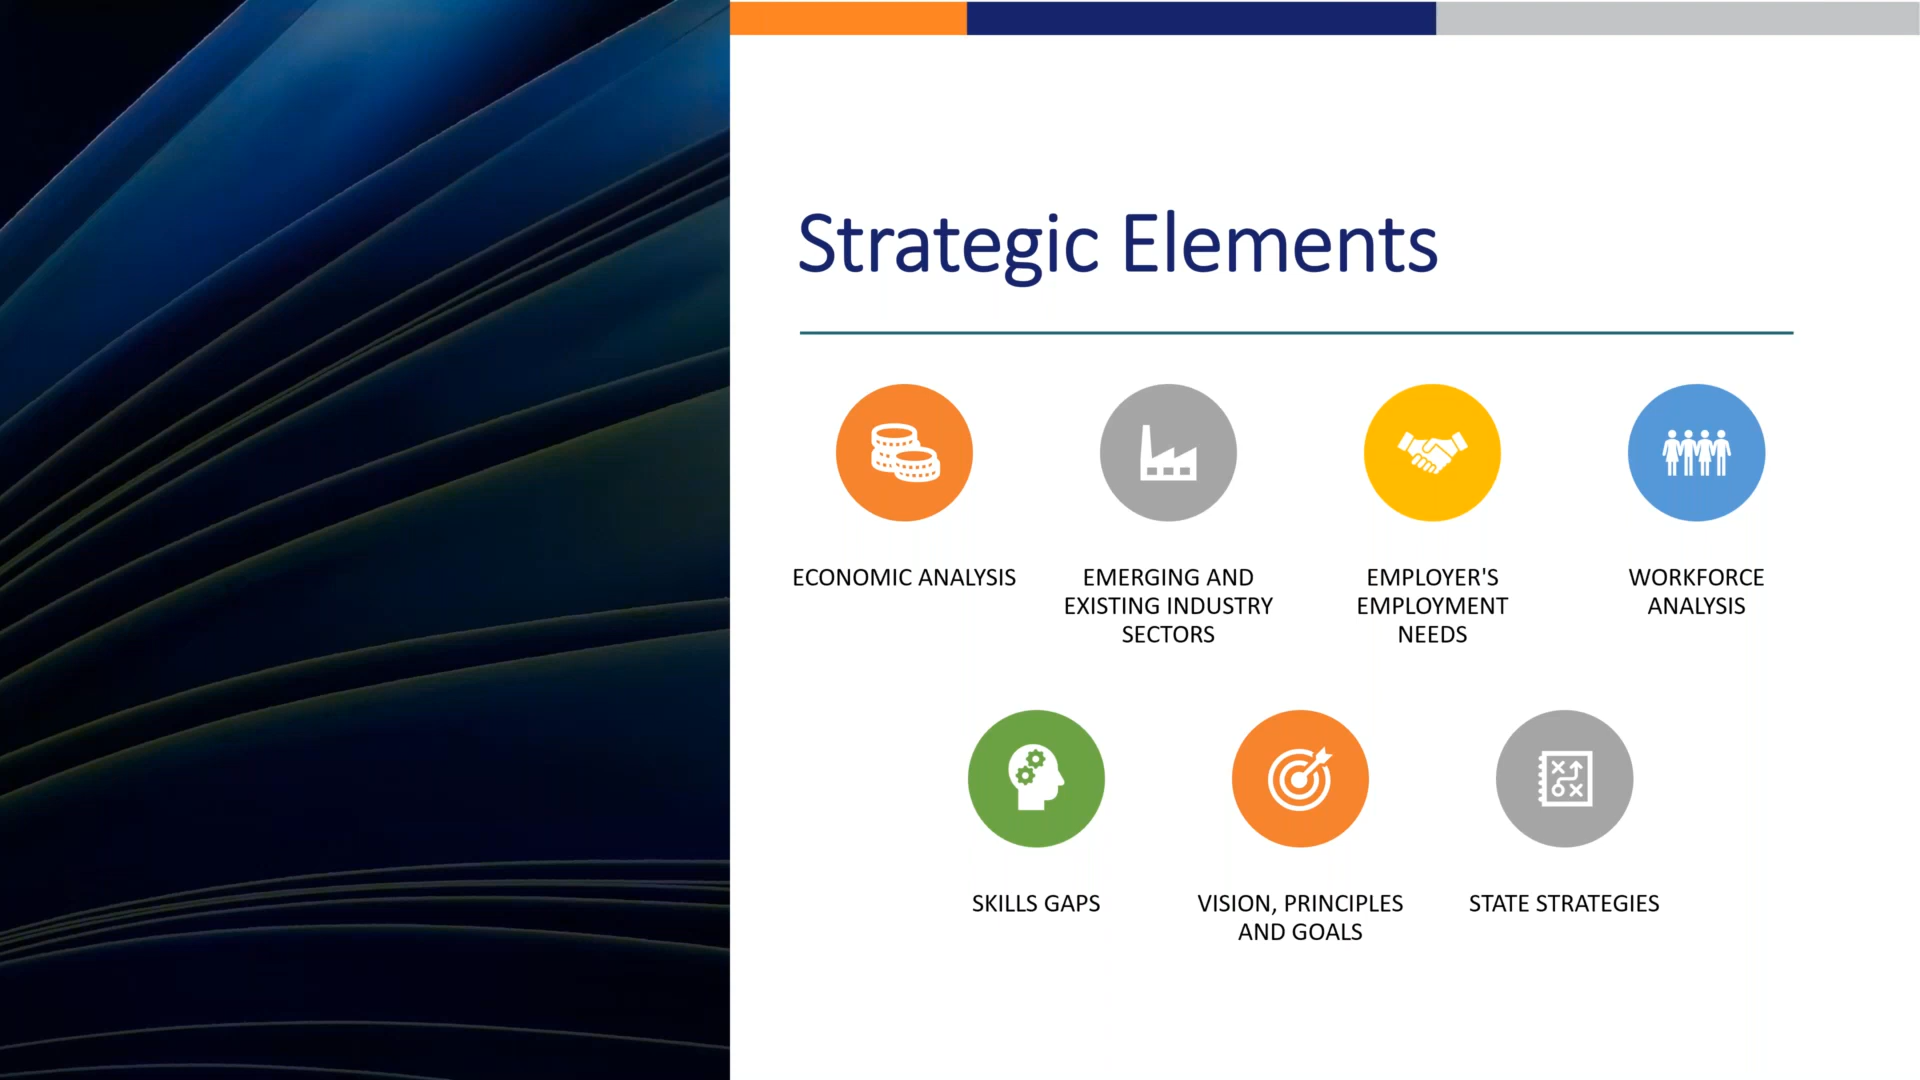 Strategic Elements
ECONOMIC ANALYSIS
EMERGING AND
EXISTING INDUSTRY
SECTORS
EMPLOYER'S
EMPLOYMENT
NEEDS
WORKFORCE
ANALYSIS
SKILLS GAPS
VISION, PRINCIPLES
AND GOALS
STATE STRATEGIES